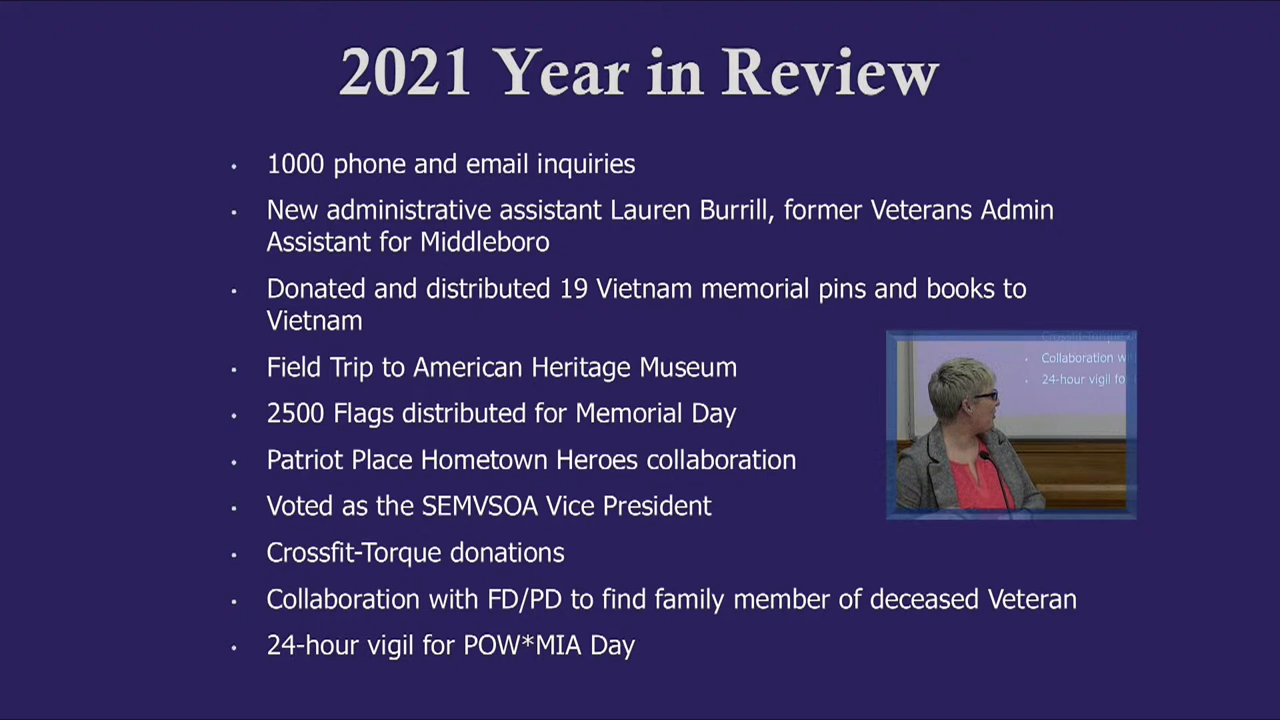 2021 Year in Review
1000 phone and email inquiries
New administrative assistant Lauren Burrill, former Veterans Admin
Assistant for Middleboro
Donated and distributed 19 Vietnam memorial pins and books to
Vietnam
Field Trip to American Heritage Museum
2500 Flags distributed for Memorial Day
Patriot Place Hometown Heroes collaboration
Voted as the SEMVSOA Vice President
Crossfit-Torque donations
Collaboration with FD/PD to find family member of deceased Veteran
24-hour vigil for POW*MIA Day
Crossfit-Torque
Collaboration
24-hour vigil fo